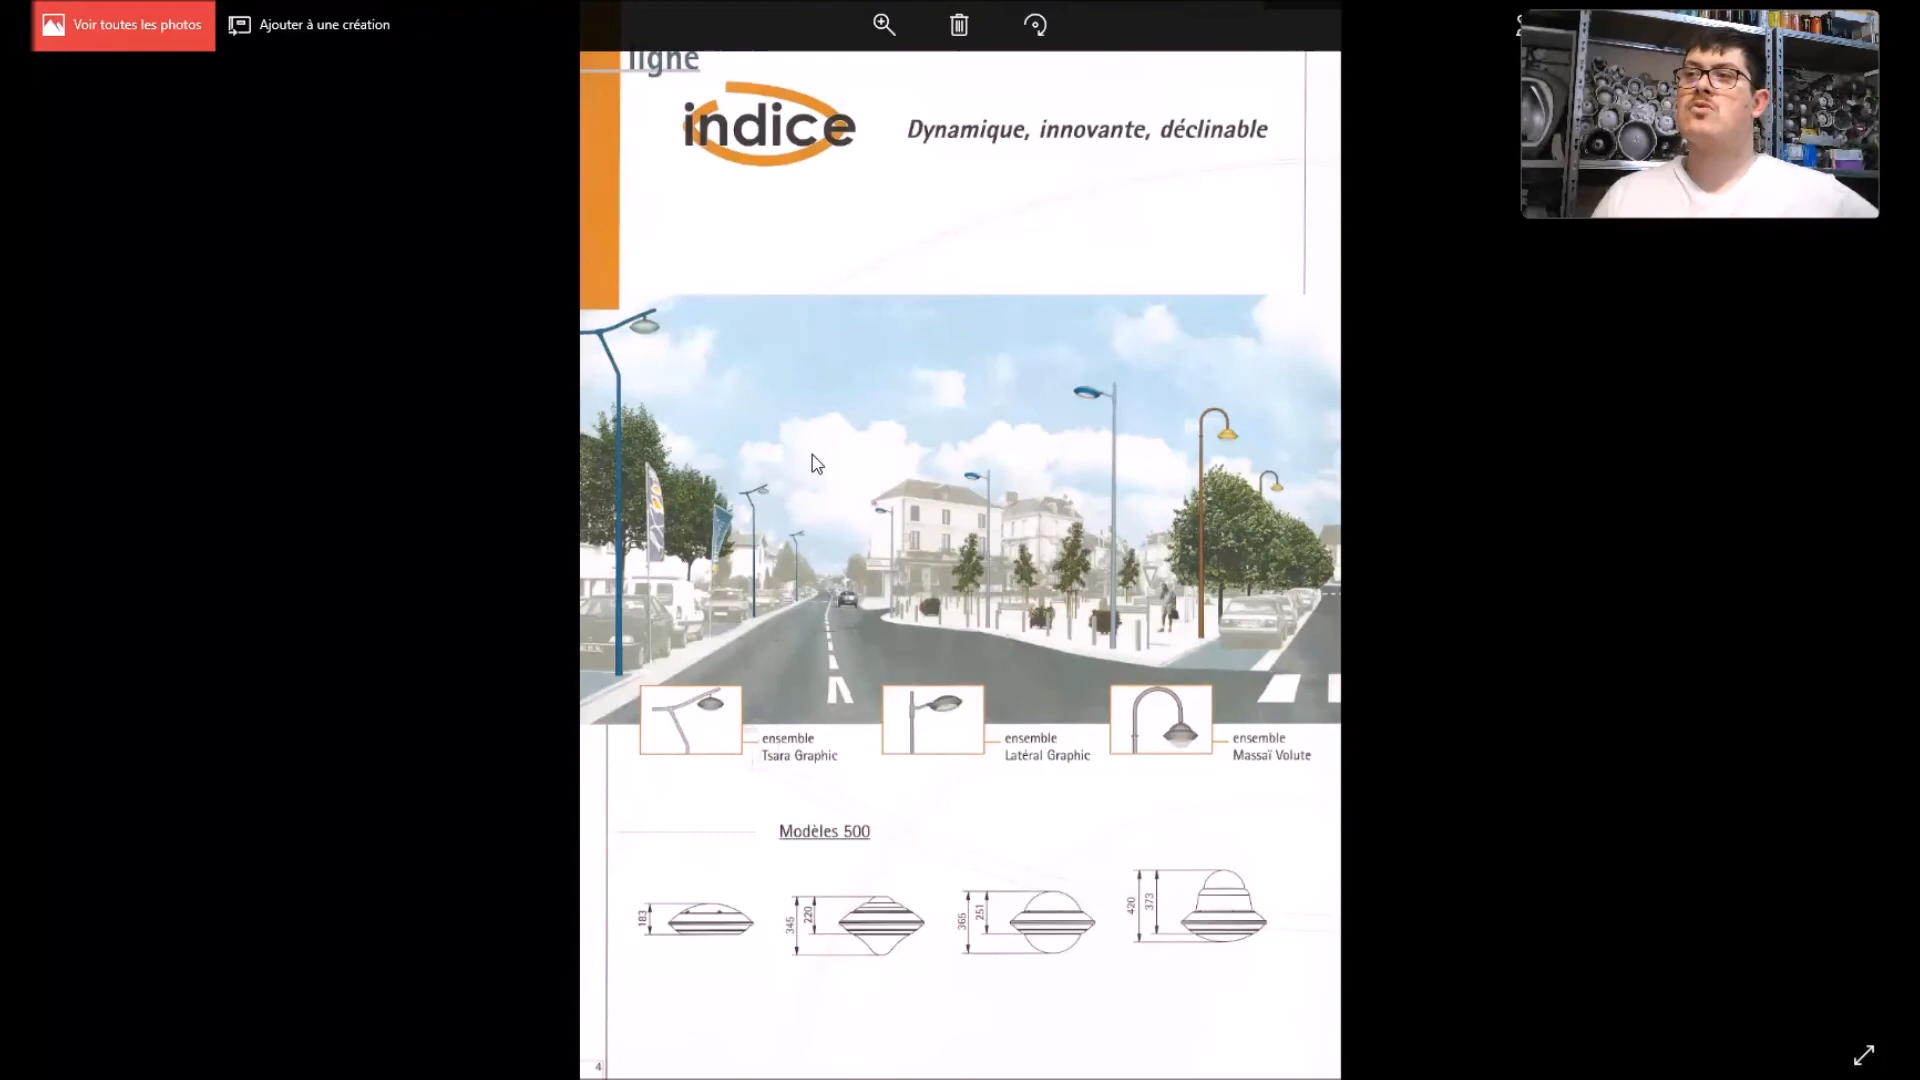 Voir toutes les photos
Ajouter à une création
ligne
indice
Dynamique, innovante, déclinable
ensemble
Tsara Graphic
ensemble
Latéral Graphic
ensemble
Massaï Volute
Modèles 500
183
345
220
365
251
420
373
4